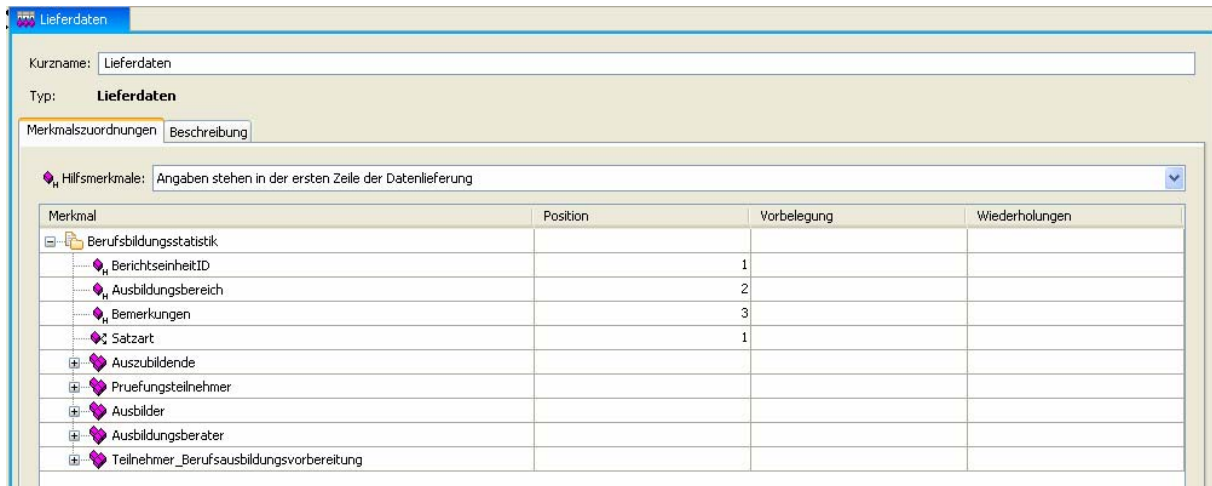 Lieferdaten
Kurzname: Lieferdaten
Typ: Lieferdaten
Merkmalszuordnungen Beschreibung
H Hilfsmerkmale: Angaben stehen in der ersten Zeile der Datenlieferung
Merkmal Position Vorbelegung Wiederholungen
Berufsbildungsstatistik
H BerichtseinheitID 1
H Ausbildungsbereich 2
H Bemerkungen 3
Satzart 1
Auszubildende
Pruefungsteilnehmer
Ausbilder
Ausbildungsberater
Teilnehmer_Berufsausbildungsvorbereitung